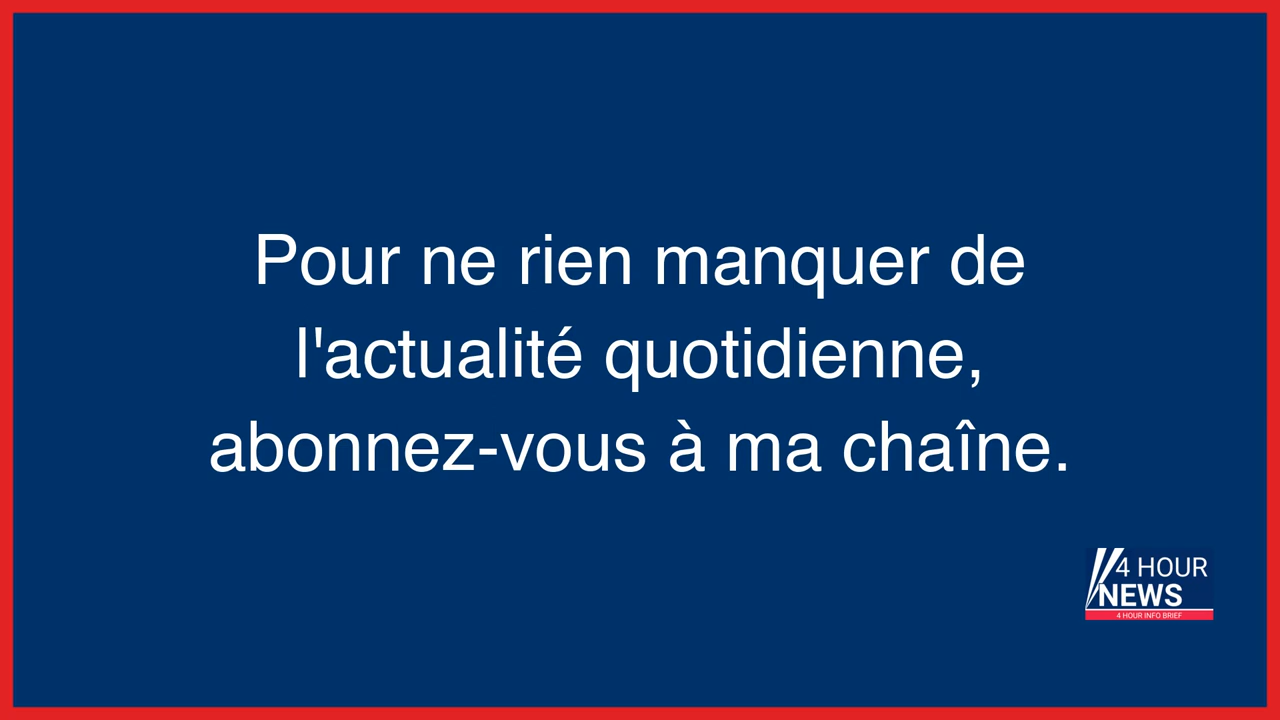 Pour ne rien manquer de
l'actualité quotidienne,
abonnez-vous à ma chaîne.
4 HOUR
NEWS
4 HOUR INFO BRIEF